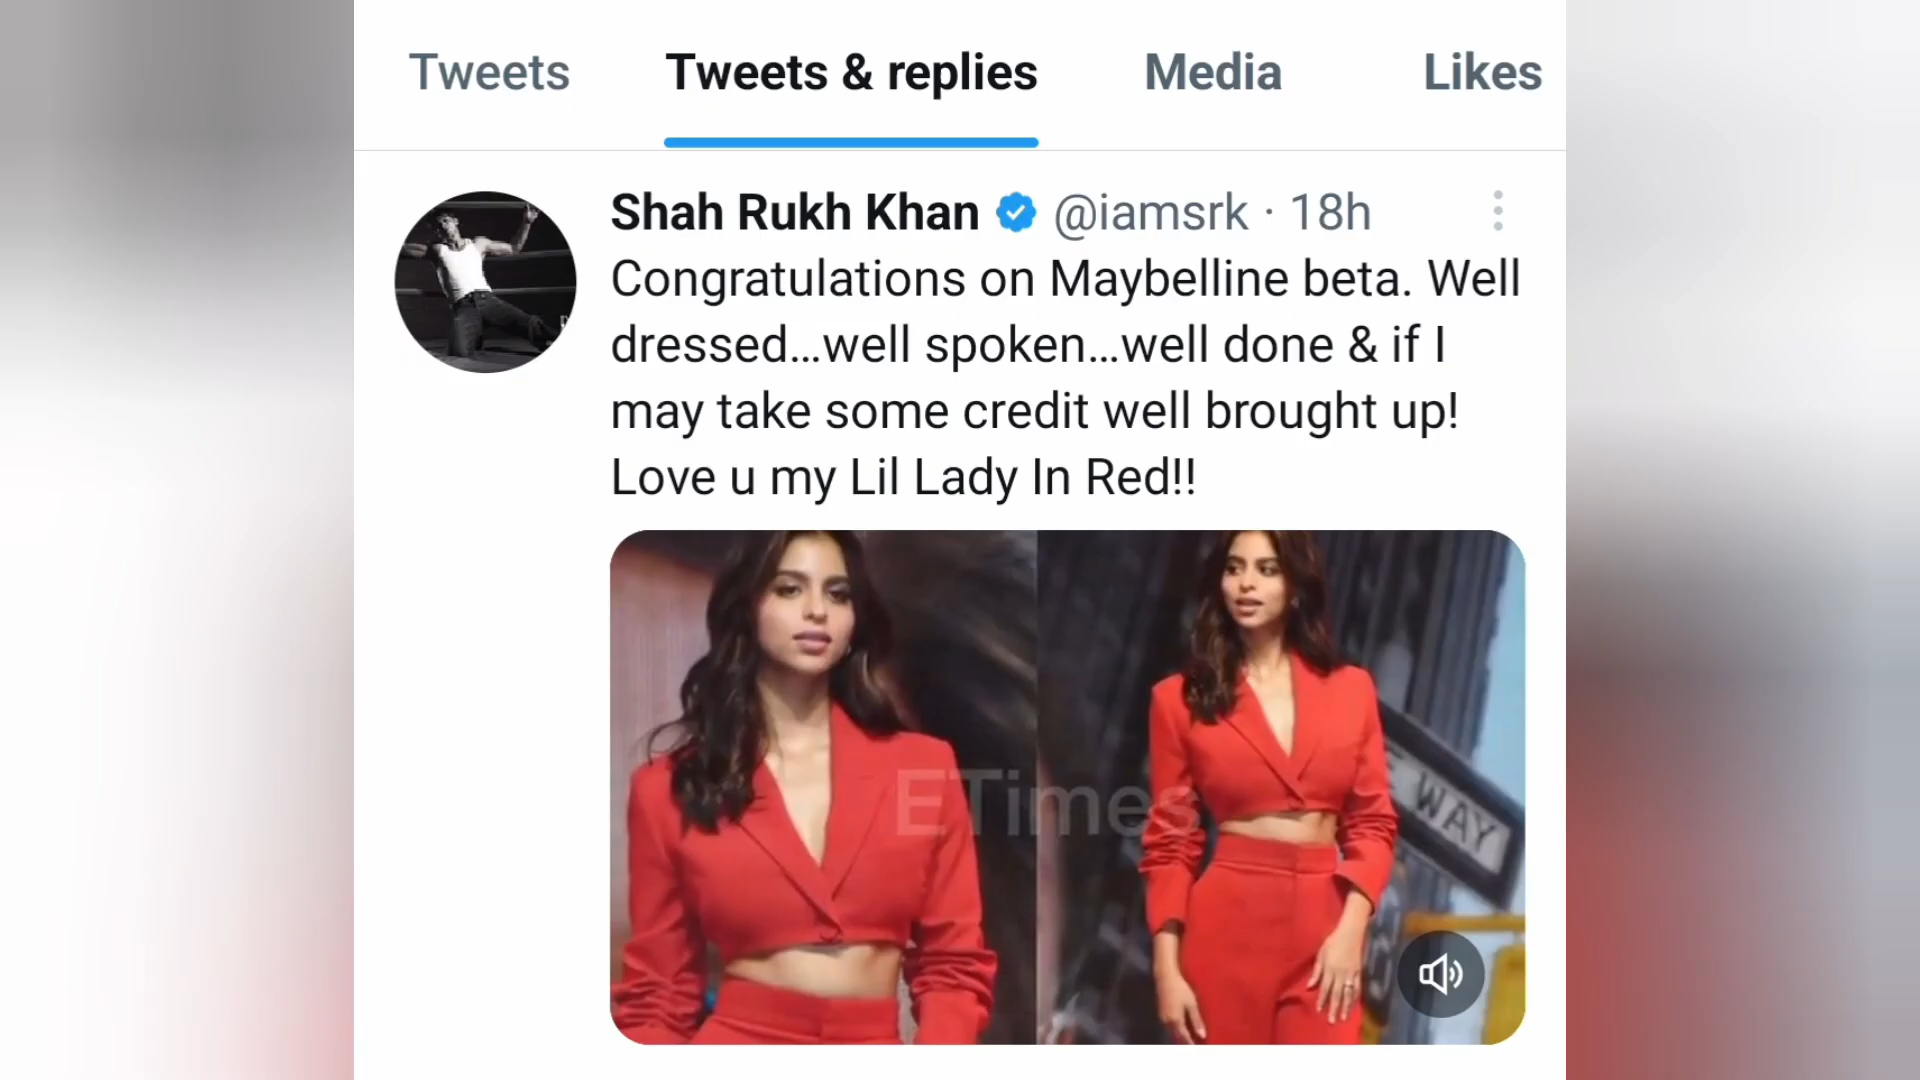 Tweets Tweets & replies Media Likes
Shah Rukh Khan @iamsrk · 18h
Congratulations on Maybelline beta. Well
dressed...well spoken...well done & if I
may take some credit well brought up!
Love u my Lil Lady In Red!!
ETimes
WAY